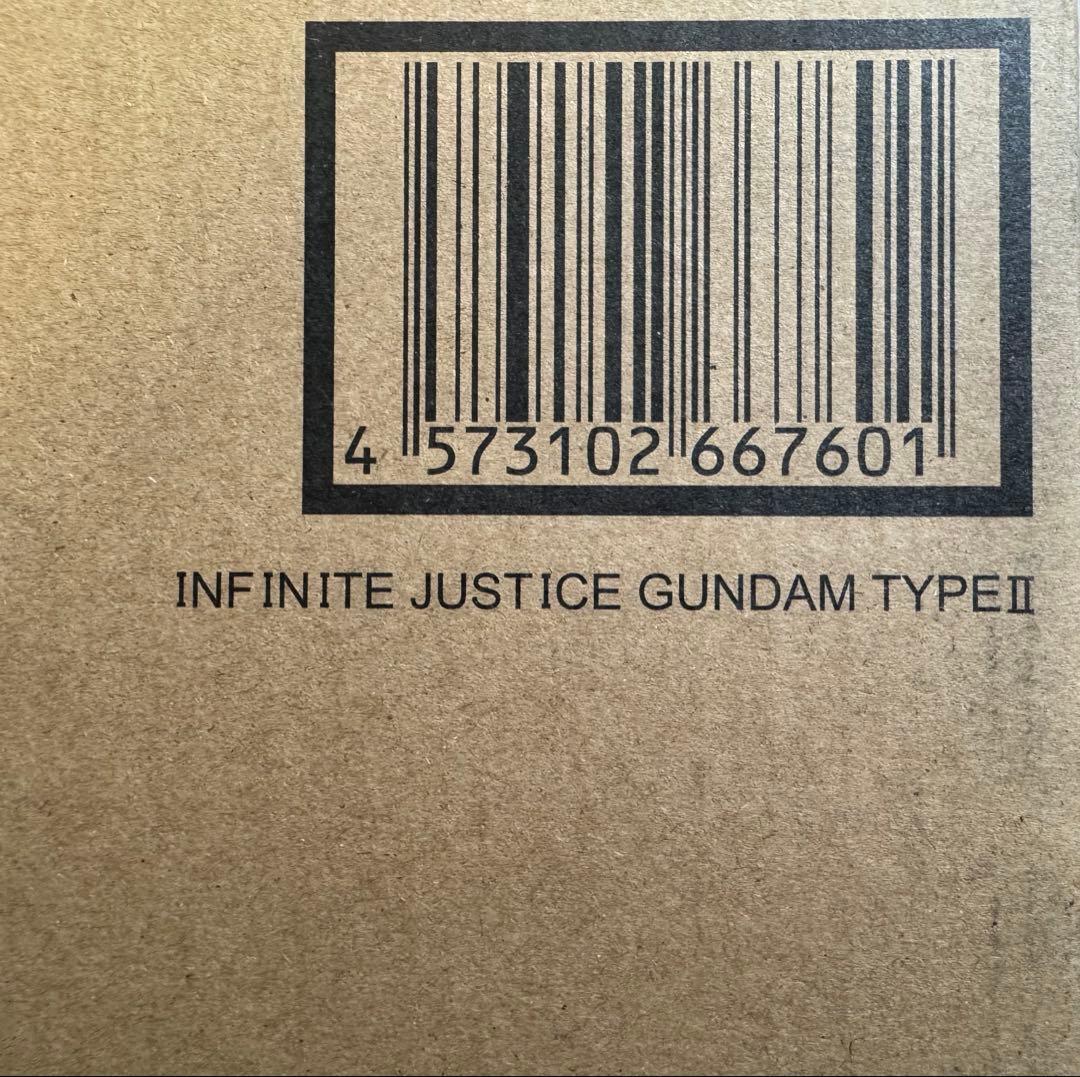 4 573102 667601
INFINITE JUSTICE GUNDAM TYPEⅡ